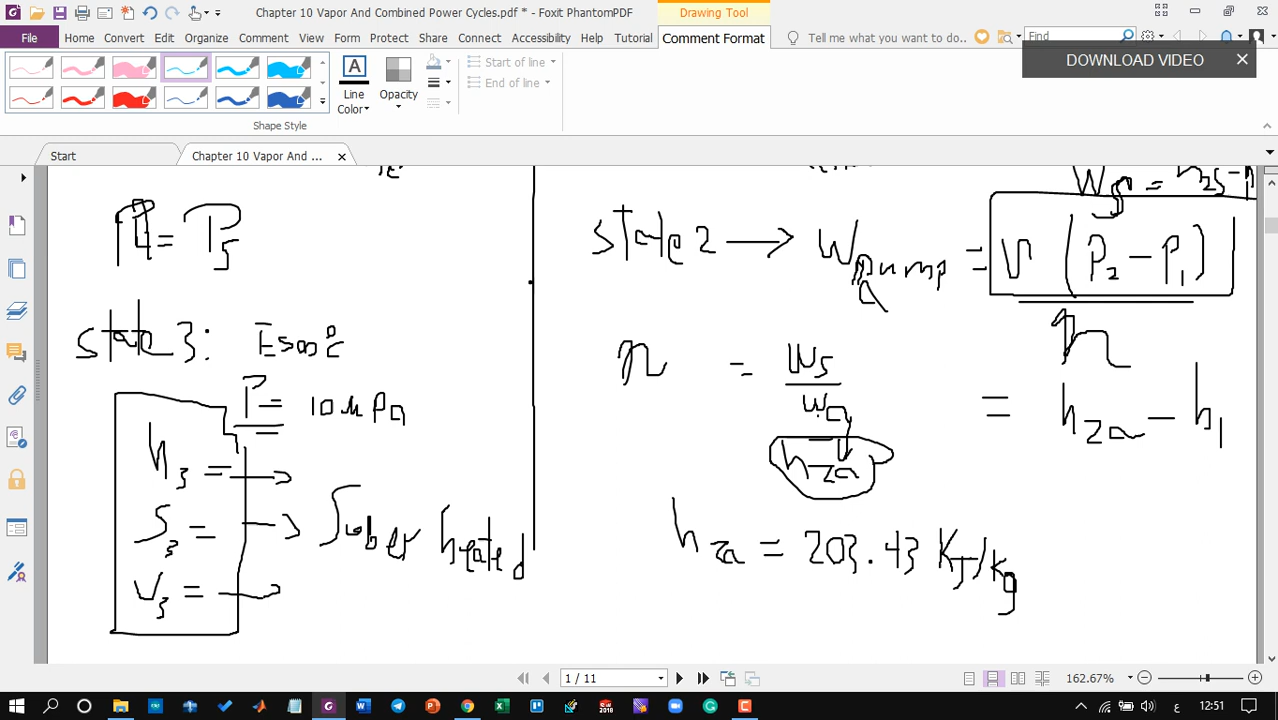 Chapter 10 Vapor And Combined Power Cycles.pdf * - Foxit PhantomPDF
Drawing Tool
File Home Convert Edit Organize Comment View Form Protect Share Connect Accessibility Help Tutorial Comment Format Tell me what you want to do.. Find
DOWNLOAD VIDEO
Line Color
Opacity
Start of line
End of line
Shape Style
Start
Chapter 10 Vapor And ...
P4 = P5
state 3:
P = 10 MPa
h3 =
s3 =
v3 =
Super heated
state 2 → Wpump a = v (P2 - P1)
n
n = ws / wa = h2a - h1
h2a
h2a = 203.43 KJ/kg
1 / 11
162.67%
12:51